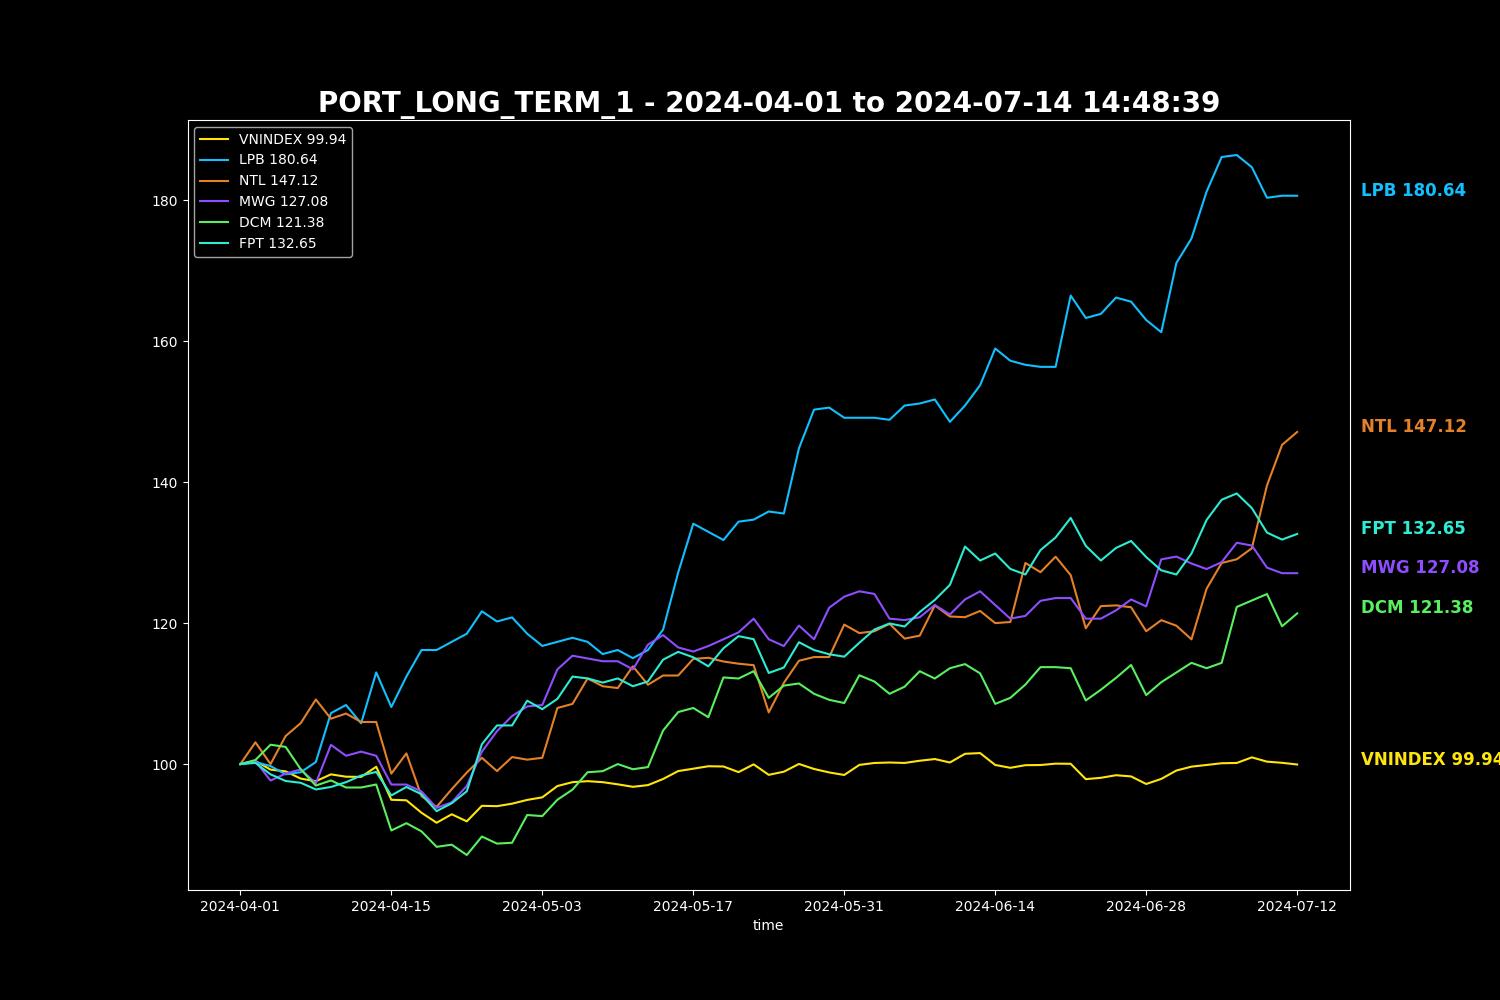 PORT_LONG_TERM_1 - 2024-04-01 to 2024-07-14 14:48:39
VNINDEX 99.94
LPB 180.64
NTL 147.12
MWG 127.08
DCM 121.38
FPT 132.65
180
160
140
120
100
LPB 180.64
NTL 147.12
FPT 132.65
MWG 127.08
DCM 121.38
VNINDEX 99.94
2024-04-01
2024-04-15
2024-05-03
2024-05-17
2024-05-31
2024-06-14
2024-06-28
2024-07-12
time